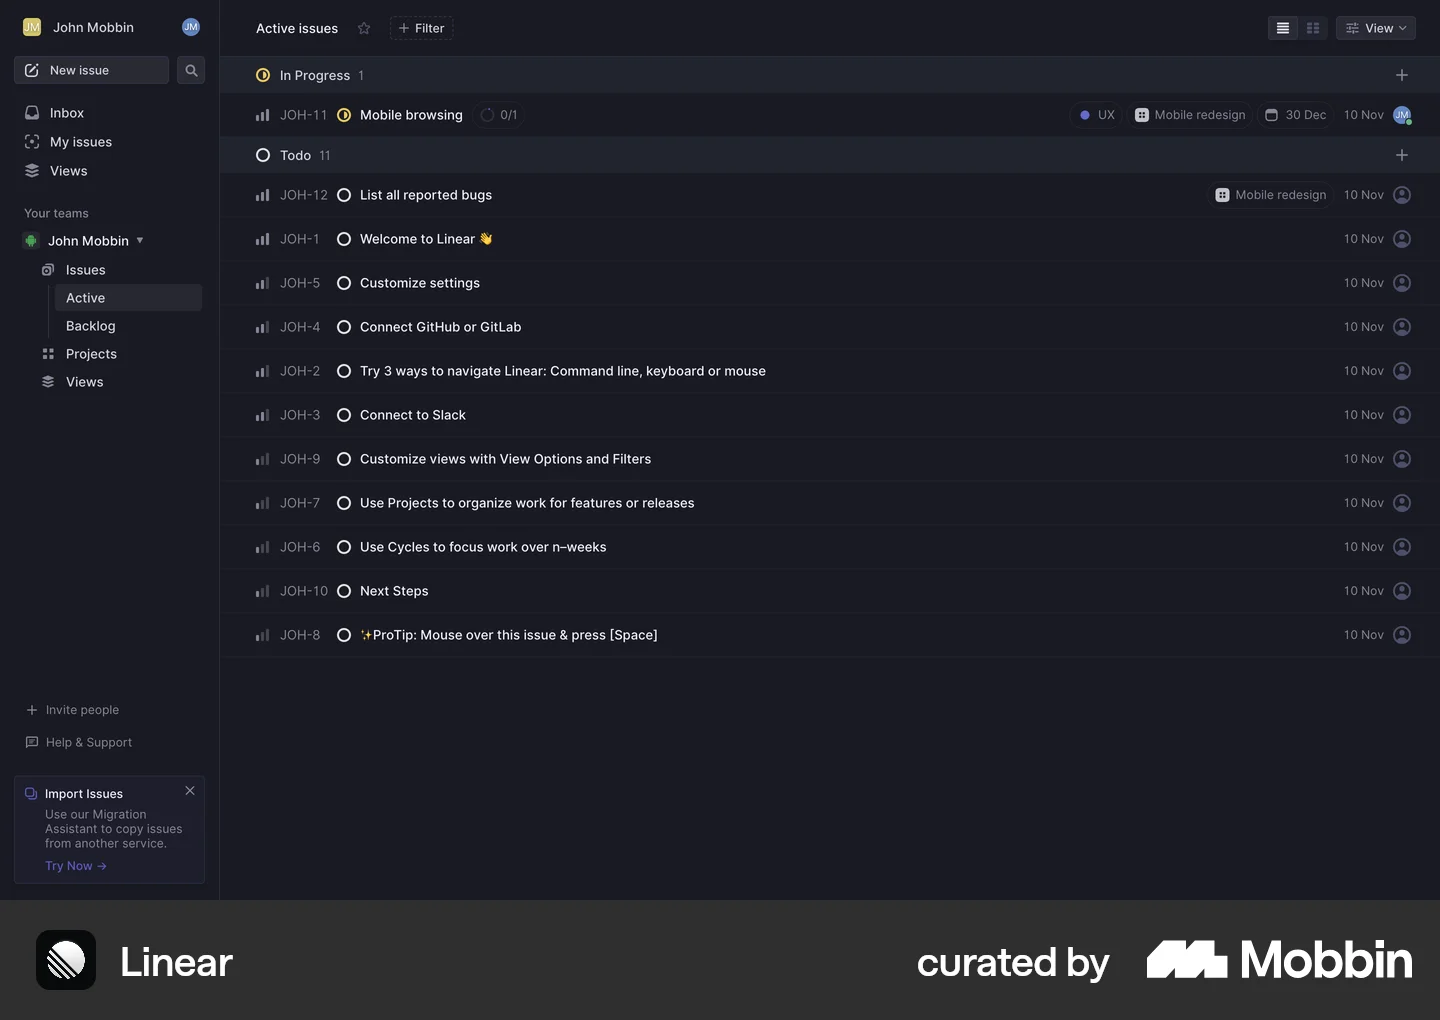 JM John Mobbin JM
New issue
Inbox
My issues
Views
Your teams
John Mobbin
Issues
Active
Backlog
Projects
Views
Invite people
Help & Support
Import Issues
Use our Migration
Assistant to copy issues
from another service.
Try Now →
Active issues Filter View
In Progress 1
JOH-11 Mobile browsing 0/1 UX Mobile redesign 30 Dec 10 Nov JM
Todo 11
JOH-12 List all reported bugs Mobile redesign 10 Nov
JOH-1 Welcome to Linear 👋 10 Nov
JOH-5 Customize settings 10 Nov
JOH-4 Connect GitHub or GitLab 10 Nov
JOH-2 Try 3 ways to navigate Linear: Command line, keyboard or mouse 10 Nov
JOH-3 Connect to Slack 10 Nov
JOH-9 Customize views with View Options and Filters 10 Nov
JOH-7 Use Projects to organize work for features or releases 10 Nov
JOH-6 Use Cycles to focus work over n–weeks 10 Nov
JOH-10 Next Steps 10 Nov
JOH-8 ✨ProTip: Mouse over this issue & press [Space] 10 Nov
Linear curated by Mobbin